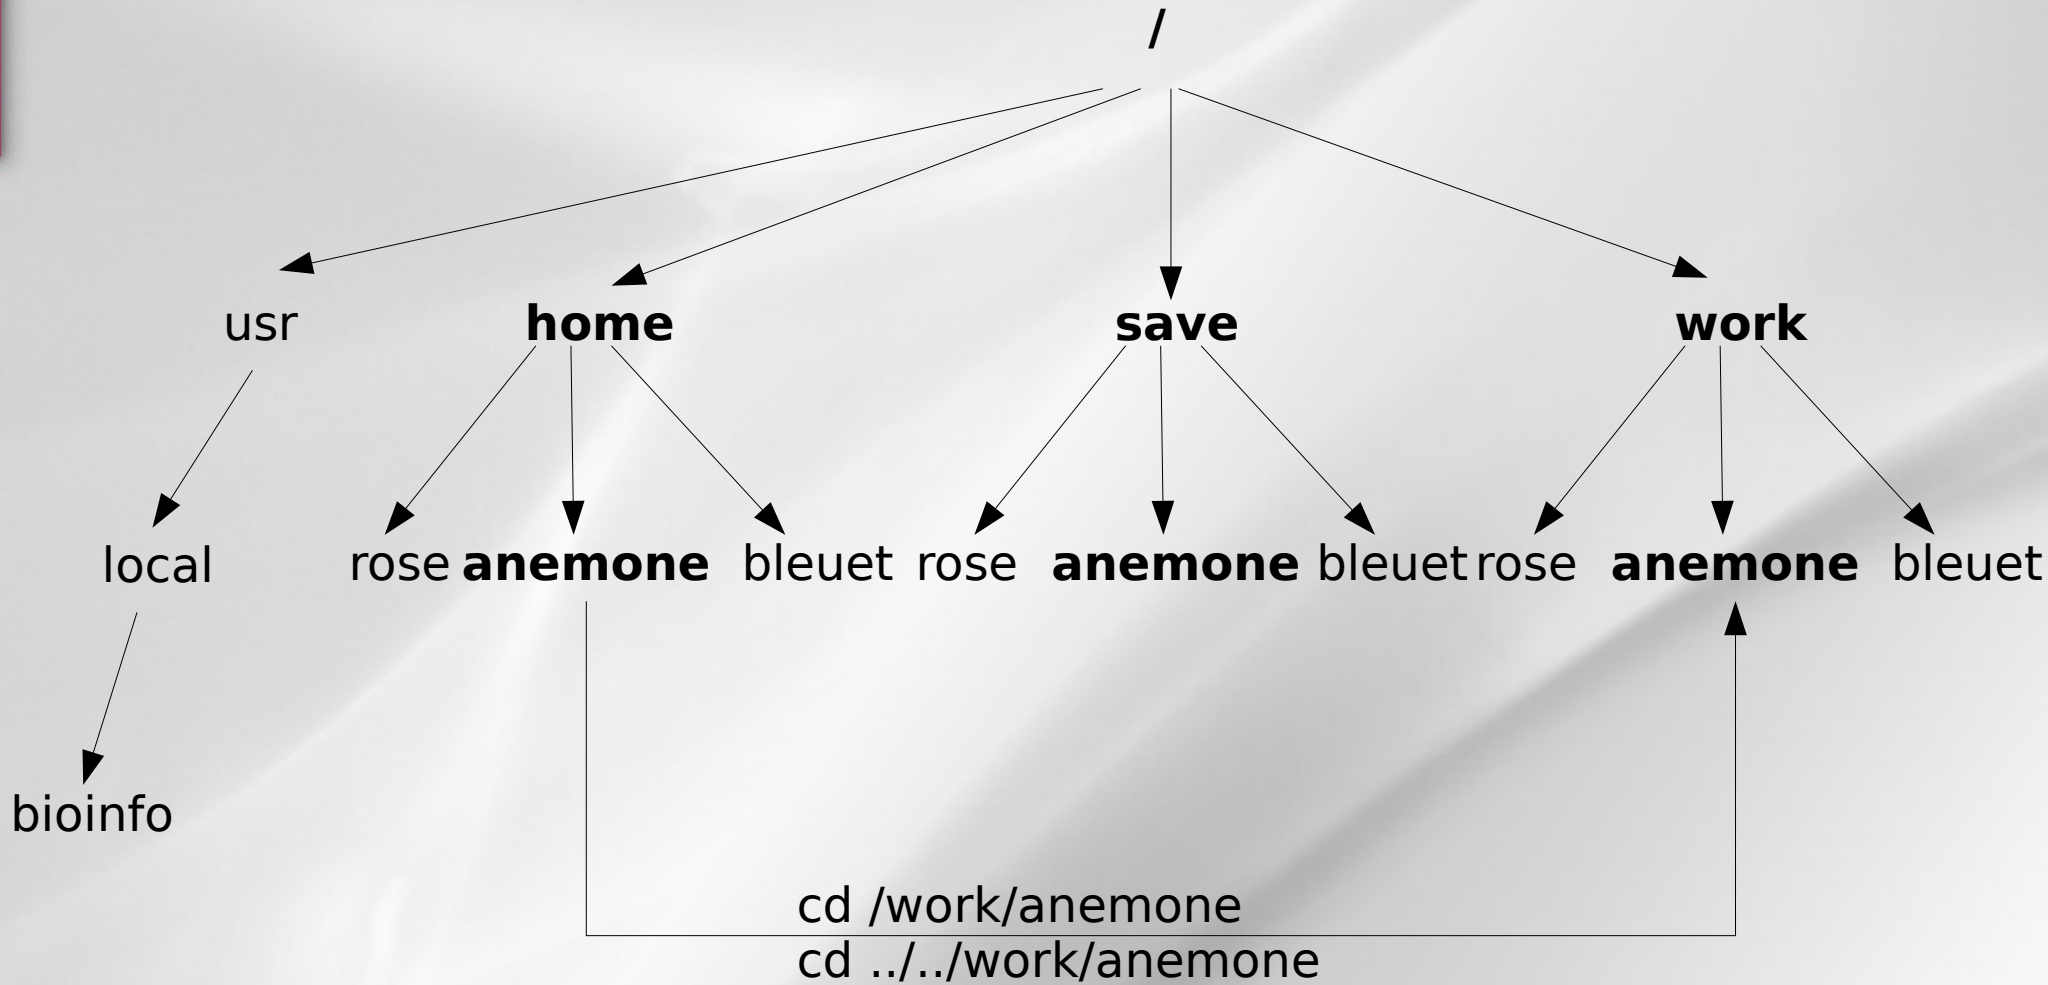 /
usr home save work
local rose anemone bleuet rose anemone bleuet rose anemone bleuet
bioinfo
cd /work/anemone
cd ../../work/anemone